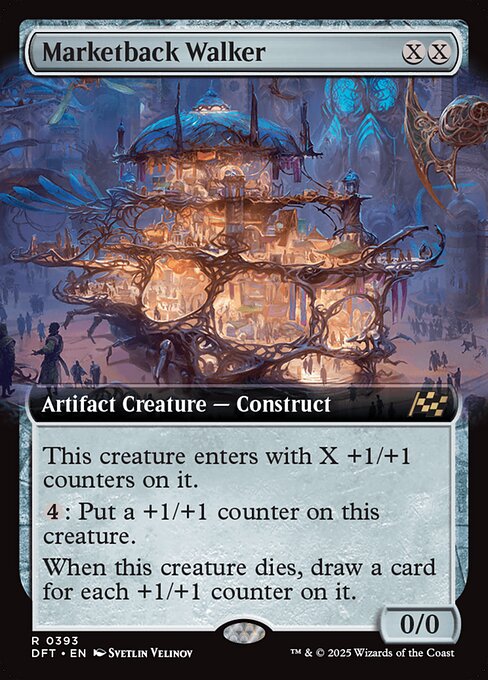 Marketback Walker XX
Artifact Creature — Construct
This creature enters with X +1/+1
counters on it.
4: Put a +1/+1 counter on this
creature.
When this creature dies, draw a card
for each +1/+1 counter on it.
0/0
R 0393
DFT • EN Svetlin Velinov
™ & © 2025 Wizards of the Coast